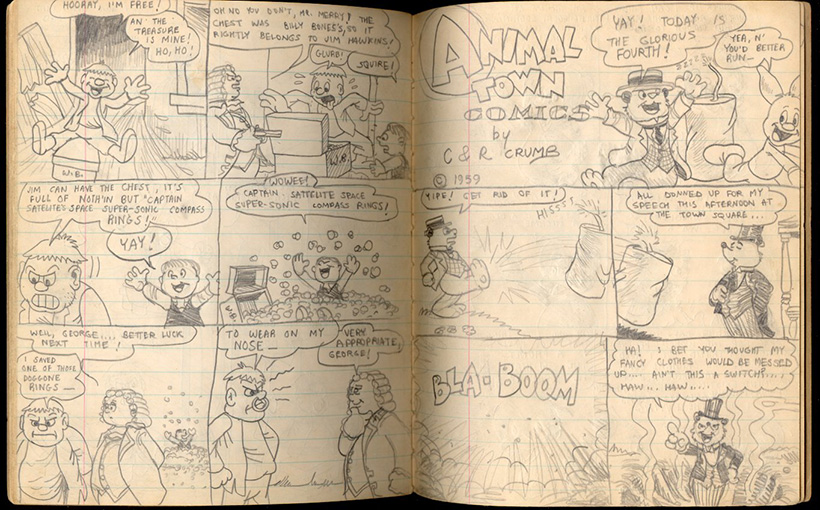 HOORAY, I'M FREE!
AN' THE
TREASURE
IS MINE!
HO, HO!
W.B.
OH NO YOU DON'T, MR. MERRY! THE
CHEST WAS BILLY BONES'S, SO IT
RIGHTLY BELONGS TO JIM HAWKINS!
GLURB!
SQUIRE!
W.B.
JIM CAN HAVE THE CHEST, IT'S
FULL OF NOTH'IN BUT "CAPTAIN
SATELITE'S SPACE SUPER-SONIC COMPASS
RINGS!"
YAY!
WOWEE!
CAPTAIN SATTELITE SPACE
SUPER-SONIC COMPASS RINGS!
W.B.
WELL, GEORGE.... BETTER LUCK
NEXT TIME!
I SAVED
ONE OF THOSE
DOGGONE
RINGS —
TO WEAR ON MY
NOSE —
VERY
APPROPRIATE,
GEORGE!
ANIMAL
TOWN
COMICS
by
C & R CRUMB
© 1959
YAY! TODAY IS
THE GLORIOUS
FOURTH!
YEA, N'
YOU'D BETTER
RUN—
ZZZZ
YIPE! GET RID OF IT!
HISSST
ALL DONNED UP FOR MY
SPEECH THIS AFTERNOON AT
THE TOWN SQUARE...
BLA-BOOM
HA! I BET YOU THOUGHT MY
FANCY CLOTHES WOULD BE MESSED
UP.... AIN'T THIS A SWITCH?....
HAW... HAW....